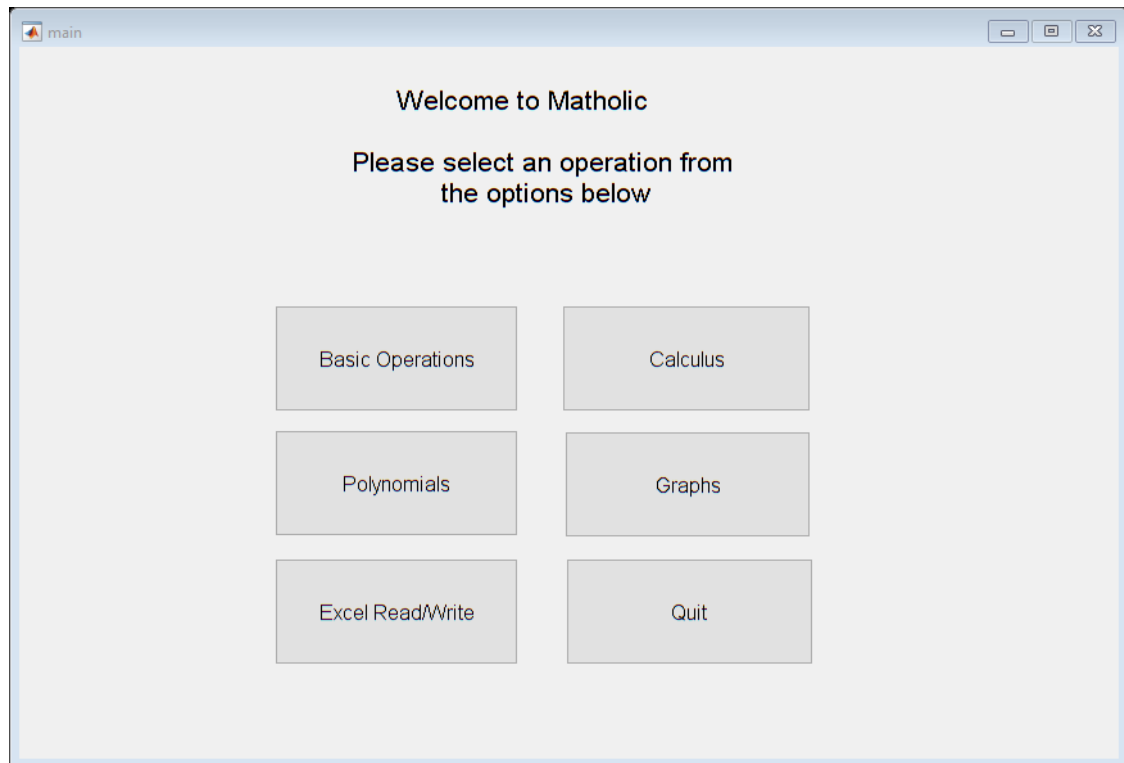 main
Welcome to Matholic
Please select an operation from
the options below
Basic Operations
Calculus
Polynomials
Graphs
Excel Read/Write
Quit